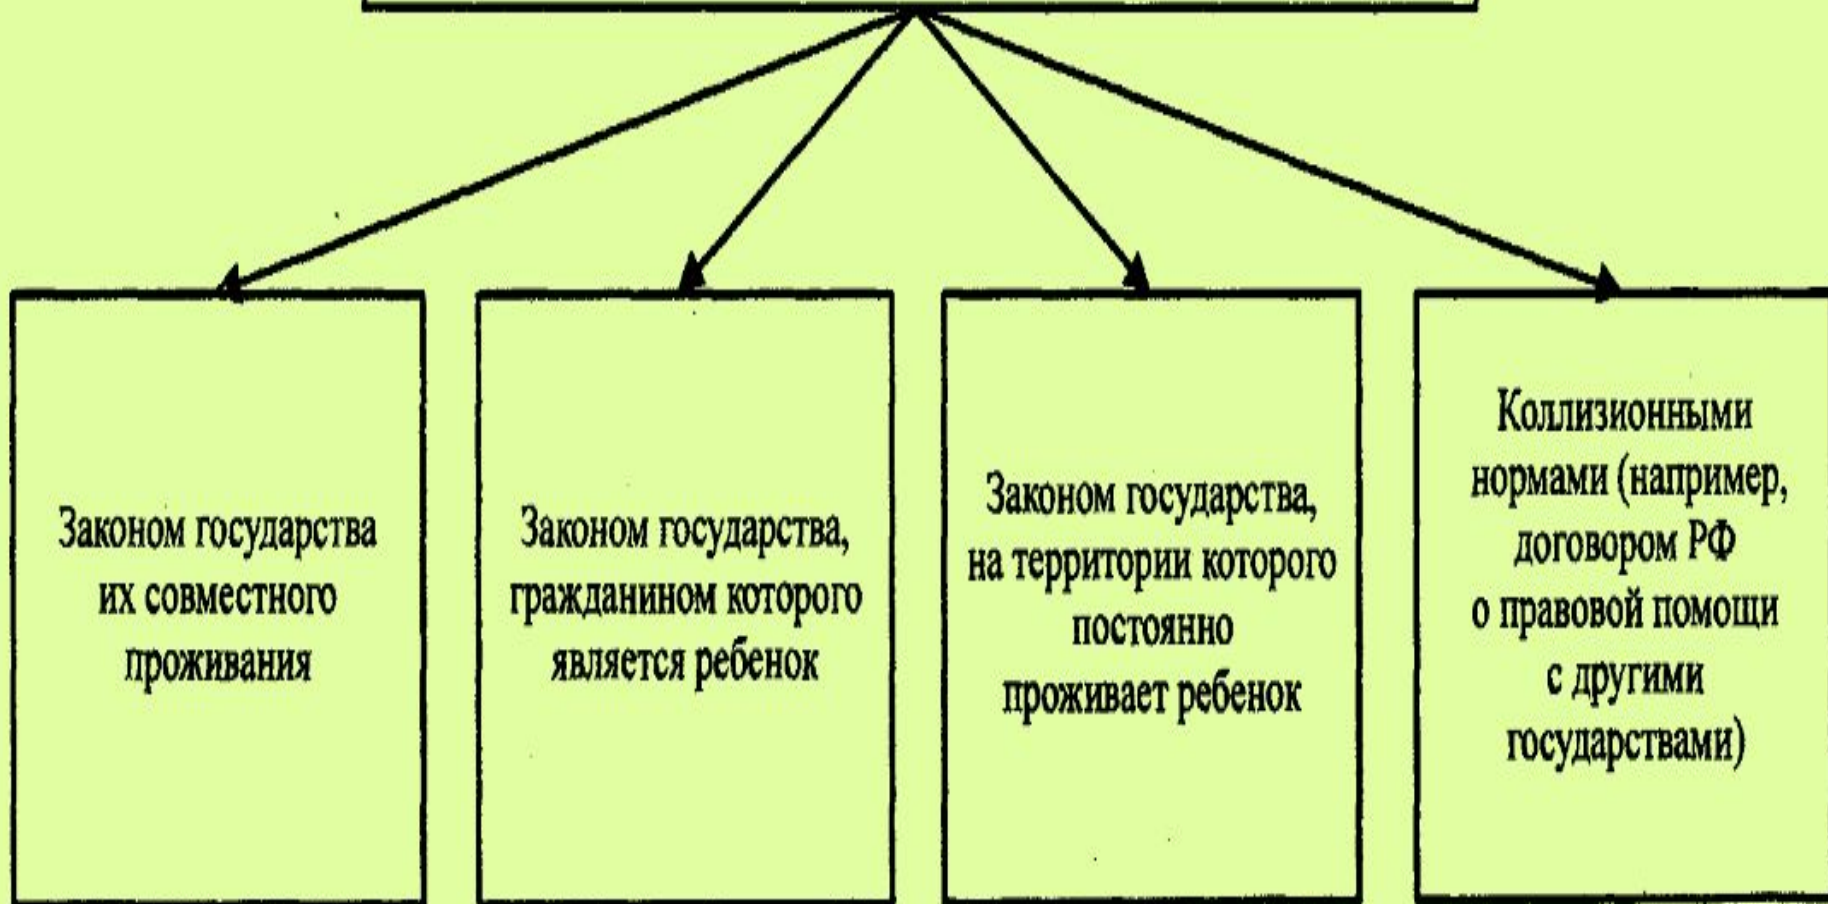 Законом государства
их совместного
проживания
Законом государства,
гражданином которого
является ребенок
Законом государства,
на территории которого
постоянно
проживает ребенок
Коллизионными
нормами (например,
договором РФ
о правовой помощи
с другими
государствами)